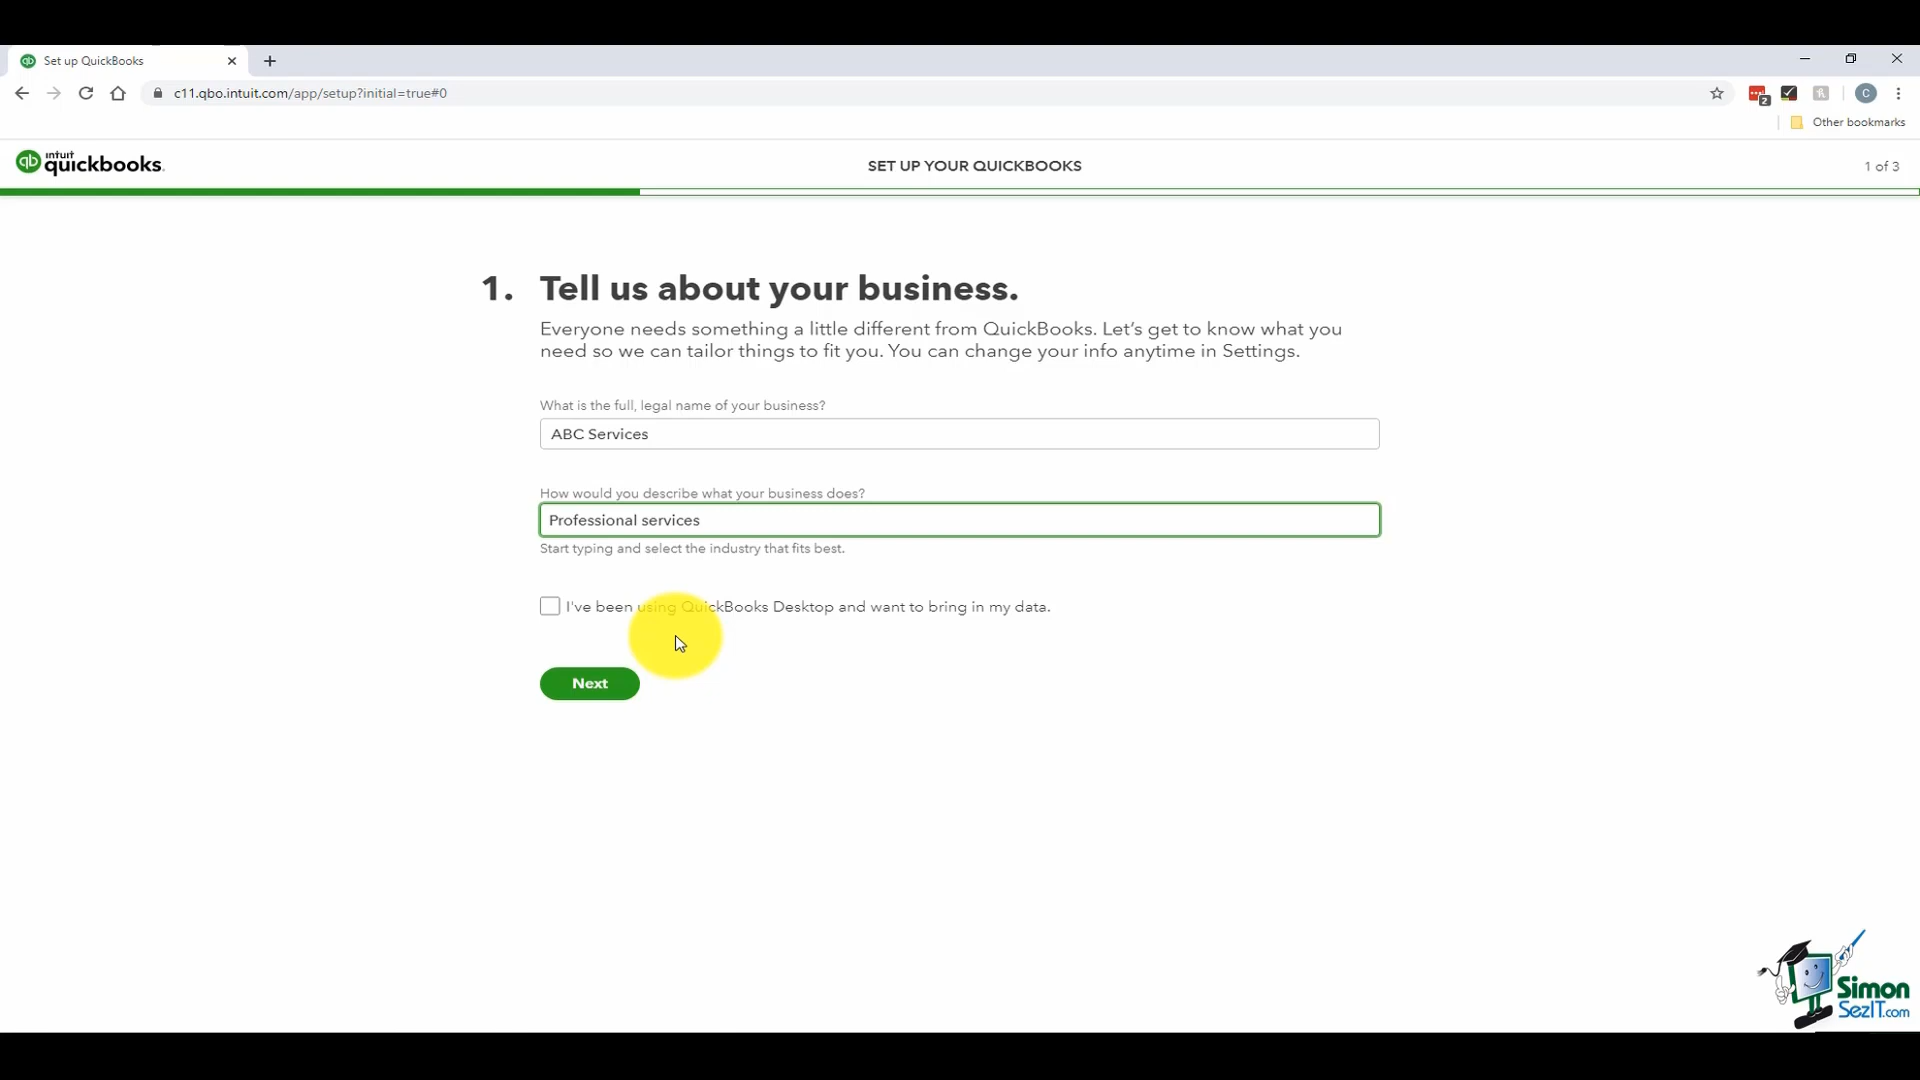 Set up QuickBooks
c11.qbo.intuit.com/app/setup?initial=true#0
2
C
Other bookmarks
qb intuit quickbooks.
SET UP YOUR QUICKBOOKS
1 of 3
1. Tell us about your business.
Everyone needs something a little different from QuickBooks. Let's get to know what you
need so we can tailor things to fit you. You can change your info anytime in Settings.
What is the full, legal name of your business?
ABC Services
How would you describe what your business does?
Professional services
Start typing and select the industry that fits best.
I've been using QuickBooks Desktop and want to bring in my data.
Next
Simon
SezIT.com